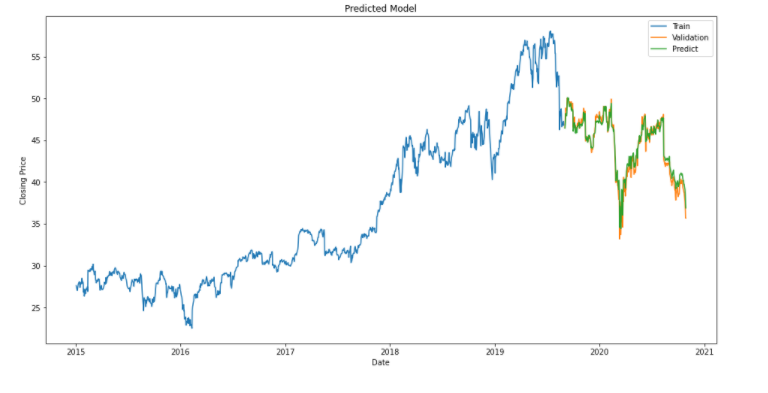 Predicted Model
Train
Validation
Predict
Closing Price
55
50
45
40
35
30
25
2015 2016 2017 2018 2019 2020 2021
Date